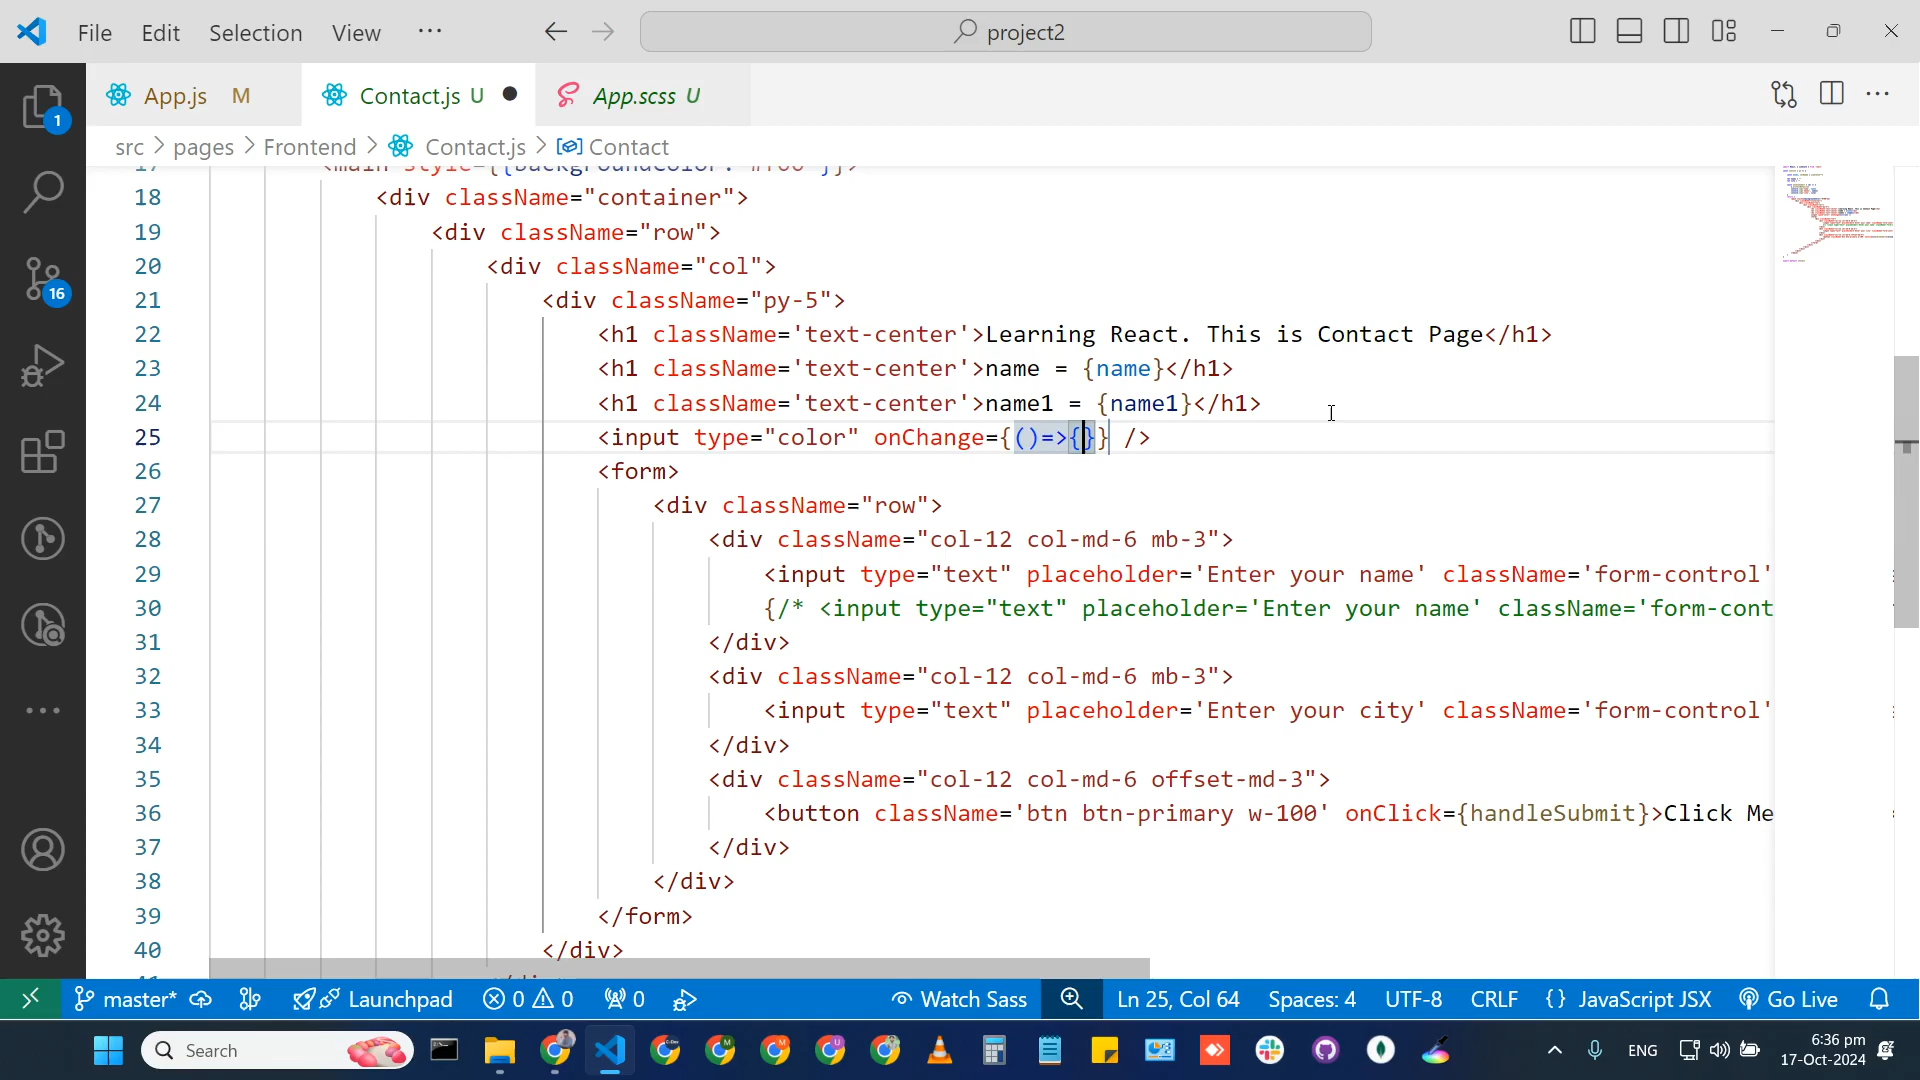 File Edit Selection View ··· project2
App.js M Contact.js U App.scss U
src > pages > Frontend > Contact.js > Contact
18 <div className="container">
19 <div className="row">
20 <div className="col">
21 <div className="py-5">
22 <h1 className='text-center'>Learning React. This is Contact Page</h1>
23 <h1 className='text-center'>name = {name}</h1>
24 <h1 className='text-center'>name1 = {name1}</h1>
25 <input type="color" onChange={()=>{}} />
26 <form>
27 <div className="row">
28 <div className="col-12 col-md-6 mb-3">
29 <input type="text" placeholder='Enter your name' className='form-control'
30 {/* <input type="text" placeholder='Enter your name' className='form-cont
31 </div>
32 <div className="col-12 col-md-6 mb-3">
33 <input type="text" placeholder='Enter your city' className='form-control'
34 </div>
35 <div className="col-12 col-md-6 offset-md-3">
36 <button className='btn btn-primary w-100' onClick={handleSubmit}>Click Me
37 </div>
38 </div>
39 </form>
40 </div>
1
16
master* Launchpad 0 0 0 Watch Sass Ln 25, Col 64 Spaces: 4 UTF-8 CRLF {} JavaScript JSX Go Live
Search ENG 6:36 pm
17-Oct-2024